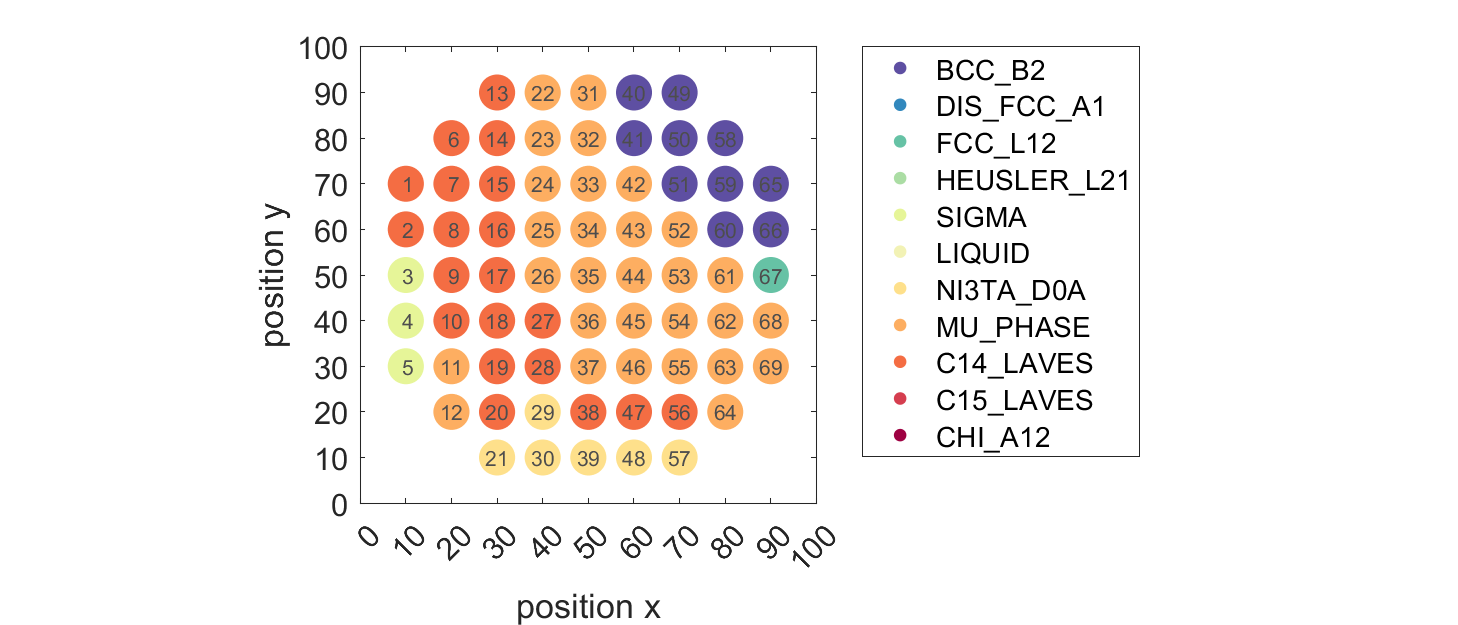 100
90
80
70
60
50
40
30
20
10
0
position y
13 22 31 40 49
6 14 23 32 41 50 58
1 7 15 24 33 42 51 59 65
2 8 16 25 34 43 52 60 66
3 9 17 26 35 44 53 61 67
4 10 18 27 36 45 54 62 68
5 11 19 28 37 46 55 63 69
12 20 29 38 47 56 64
21 30 39 48 57
0 10 20 30 40 50 60 70 80 90 100
position x
BCC_B2
DIS_FCC_A1
FCC_L12
HEUSLER_L21
SIGMA
LIQUID
NI3TA_D0A
MU_PHASE
C14_LAVES
C15_LAVES
CHI_A12